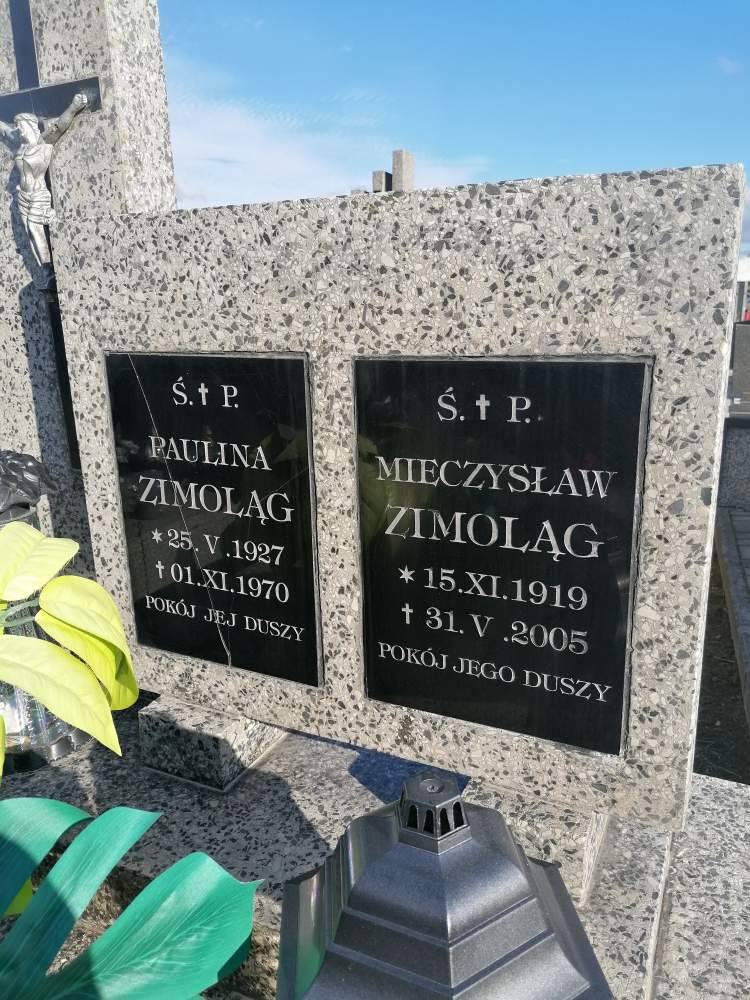 Ś.✝P.
PAULINA
ZIMOLĄG
* 25.V.1927
✝ 01.XI.1970
POKÓJ JEJ DUSZY
Ś.✝P.
MIECZYSŁAW
ZIMOLĄG
* 15.XI.1919
✝ 31.V.2005
POKÓJ JEGO DUSZY